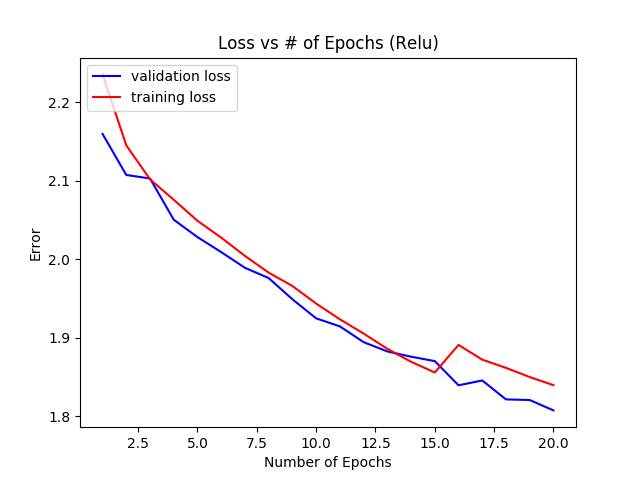 Loss vs # of Epochs (Relu)
validation loss
training loss
2.2
2.1
2.0
1.9
1.8
Error
2.5 5.0 7.5 10.0 12.5 15.0 17.5 20.0
Number of Epochs